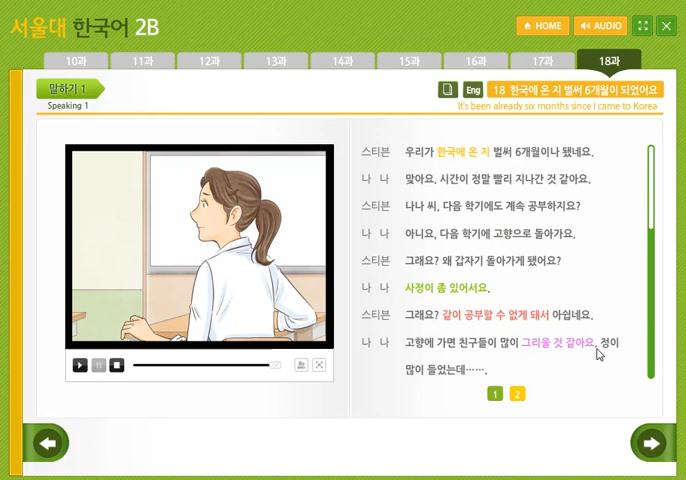 서울대 한국어 2B
HOME
AUDIO
10과 11과 12과 13과 14과 15과 16과 17과 18과
말하기 1
Speaking 1
Eng
18 한국에 온 지 벌써 6개월이 되었어요
It's been already six months since I came to Korea
스티븐 우리가 한국에 온 지 벌써 6개월이나 됐네요.
나 나 맞아요. 시간이 정말 빨리 지나간 것 같아요.
스티븐 나나 씨, 다음 학기에도 계속 공부하지요?
나 나 아니요, 다음 학기에 고향으로 돌아가요.
스티븐 그래요? 왜 갑자기 돌아가게 됐어요?
나 나 사정이 좀 있어서요.
스티븐 그래요? 같이 공부할 수 없게 돼서 아쉽네요.
나 나 고향에 가면 친구들이 많이 그리울 것 같아요. 정이
많이 들었는데…….
1 2